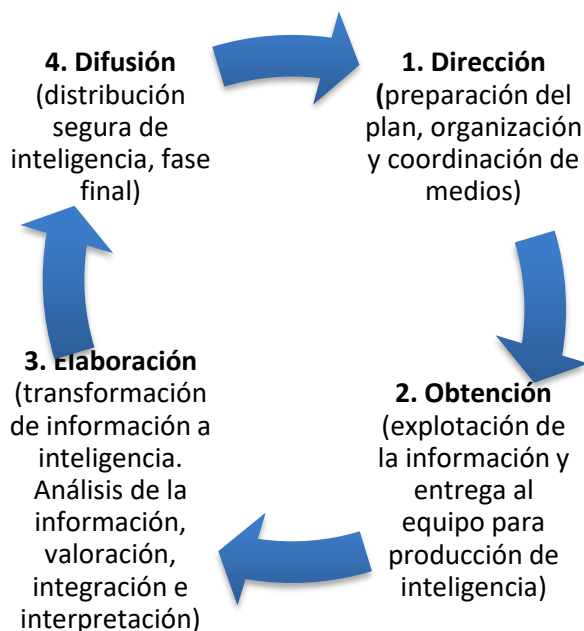 1. Dirección
(preparación del
plan, organización
y coordinación de
medios)
2. Obtención
(explotación de
la información y
entrega al
equipo para
producción de
inteligencia)
3. Elaboración
(transformación
de información a
inteligencia.
Análisis de la
información,
valoración,
integración e
interpretación)
4. Difusión
(distribución
segura de
inteligencia, fase
final)